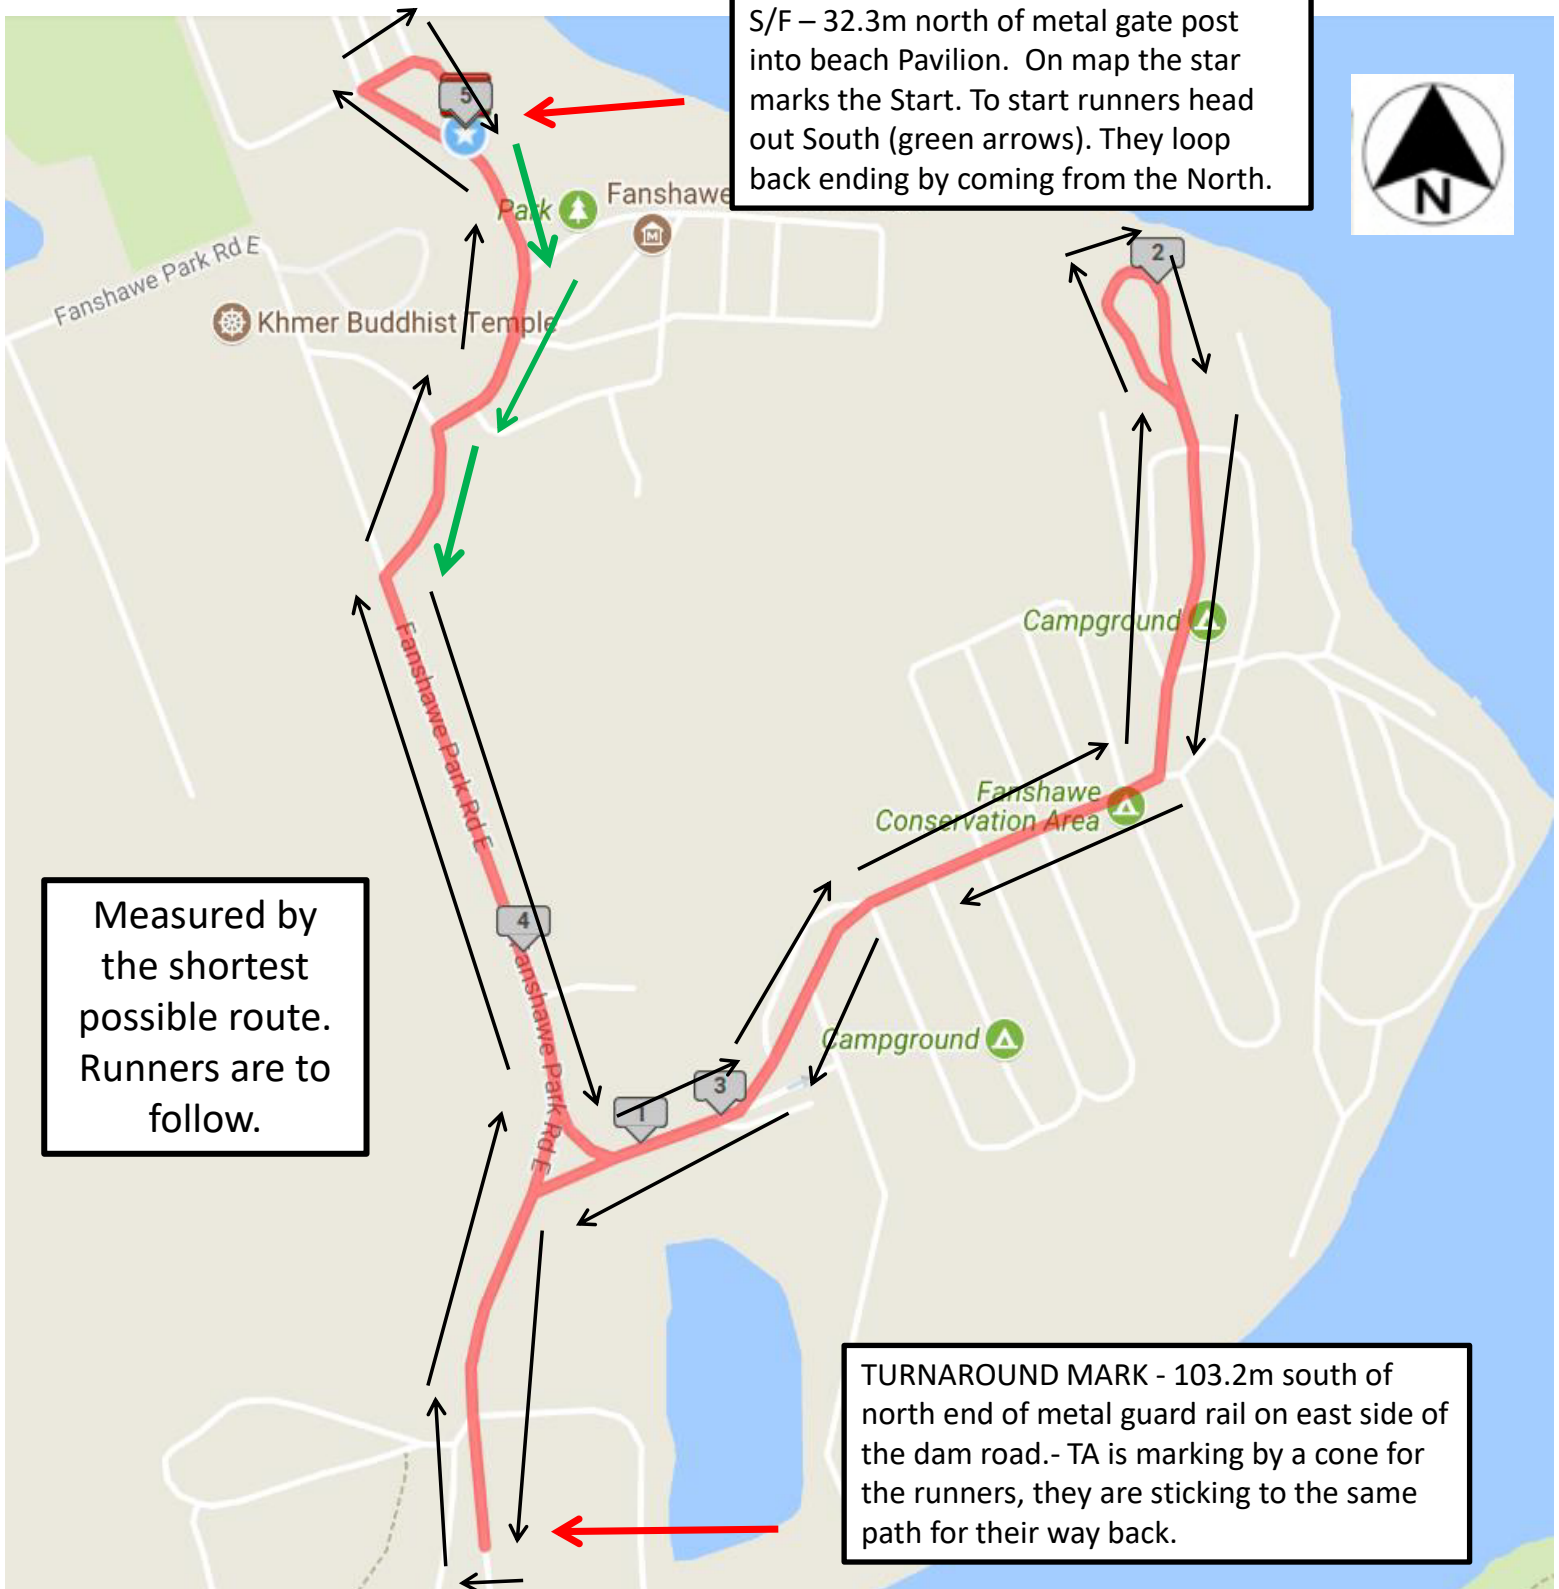 S/F – 32.3m north of metal gate post
into beach Pavilion.  On map the star
marks the Start. To start runners head
out South (green arrows). They loop
back ending by coming from the North.
N
5
Park
Fanshawe
2
Fanshawe Park Rd E
Khmer Buddhist Temple
Campground
Fanshawe Park Rd E
Fanshawe
Conservation Area
Measured by
the shortest
possible route.
Runners are to
follow.
4
Fanshawe Park Rd E
Campground
3
1
TURNAROUND MARK - 103.2m south of
north end of metal guard rail on east side of
the dam road.- TA is marking by a cone for
the runners, they are sticking to the same
path for their way back.